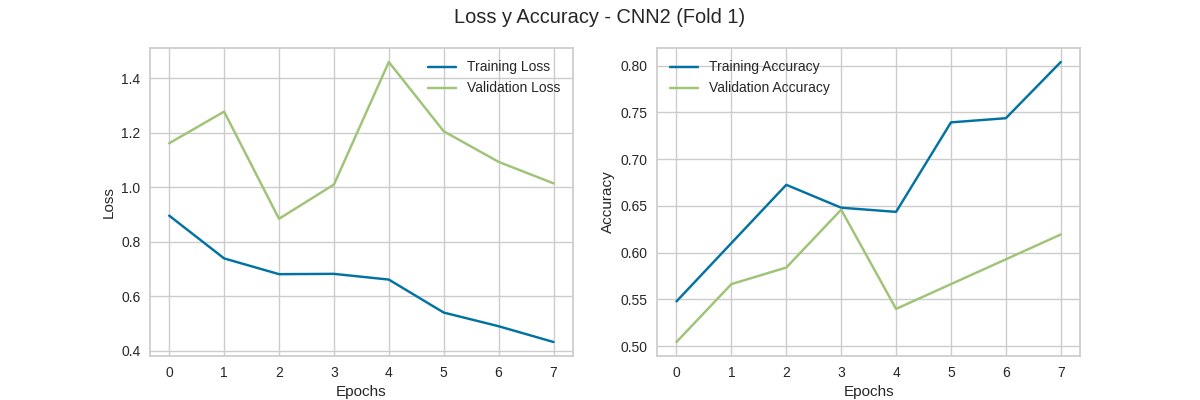 Loss y Accuracy - CNN2 (Fold 1)
Training Loss
Validation Loss
1.4
1.2
1.0
0.8
0.6
0.4
Loss
0 1 2 3 4 5 6 7
Epochs
Training Accuracy
Validation Accuracy
0.80
0.75
0.70
0.65
0.60
0.55
0.50
Accuracy
0 1 2 3 4 5 6 7
Epochs